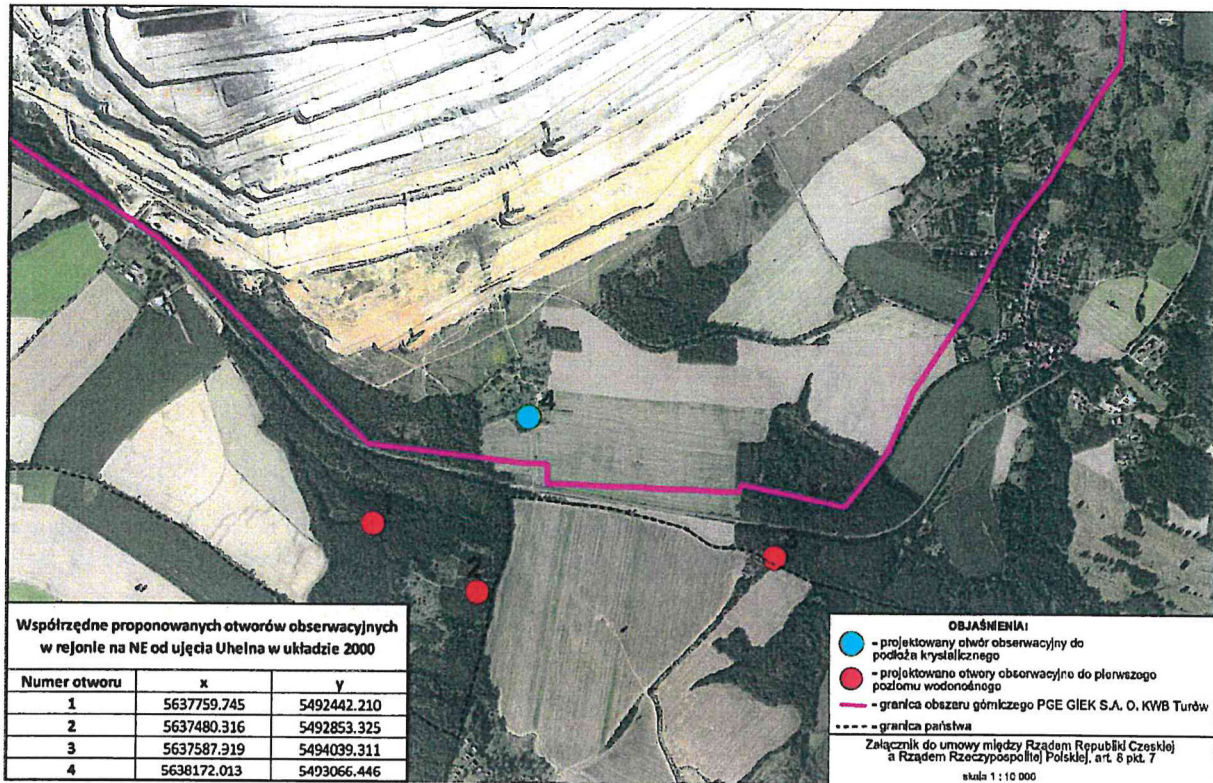 4
2
3
Współrzędne proponowanych otworów obserwacyjnych
w rejonie na NE od ujęcia Uhelna w układzie 2000
Numer otworu x y
1 5637759.745 5492442.210
2 5637480.316 5492853.325
3 5637587.919 5494039.311
4 5638172.013 5493066.446
OBJAŚNIENIA:
- projektowany otwór obserwacyjny do
podłoża krystalicznego
- projektowane otwory obserwacyjne do pierwszego
poziomu wodonośnego
- granica obszaru górniczego PGE GIEK S.A. O. KWB Turów
- granica państwa
Załącznik do umowy między Rządem Republiki Czeskiej
a Rządem Rzeczypospolitej Polskiej, art. 8 pkt. 7
skala 1 : 10 000